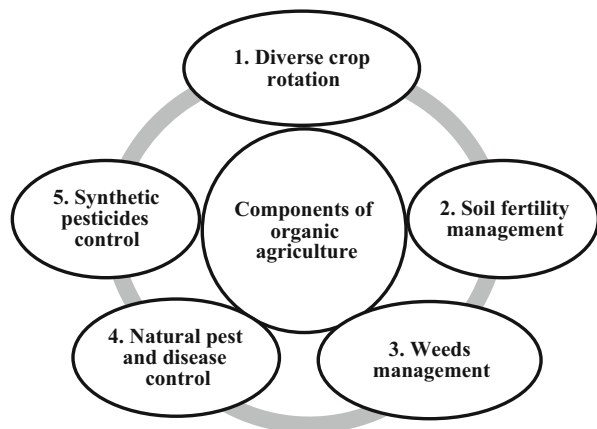 1. Diverse crop
rotation
2. Soil fertility
management
3. Weeds
management
4. Natural pest
and disease
control
5. Synthetic
pesticides
control
Components of
organic
agriculture